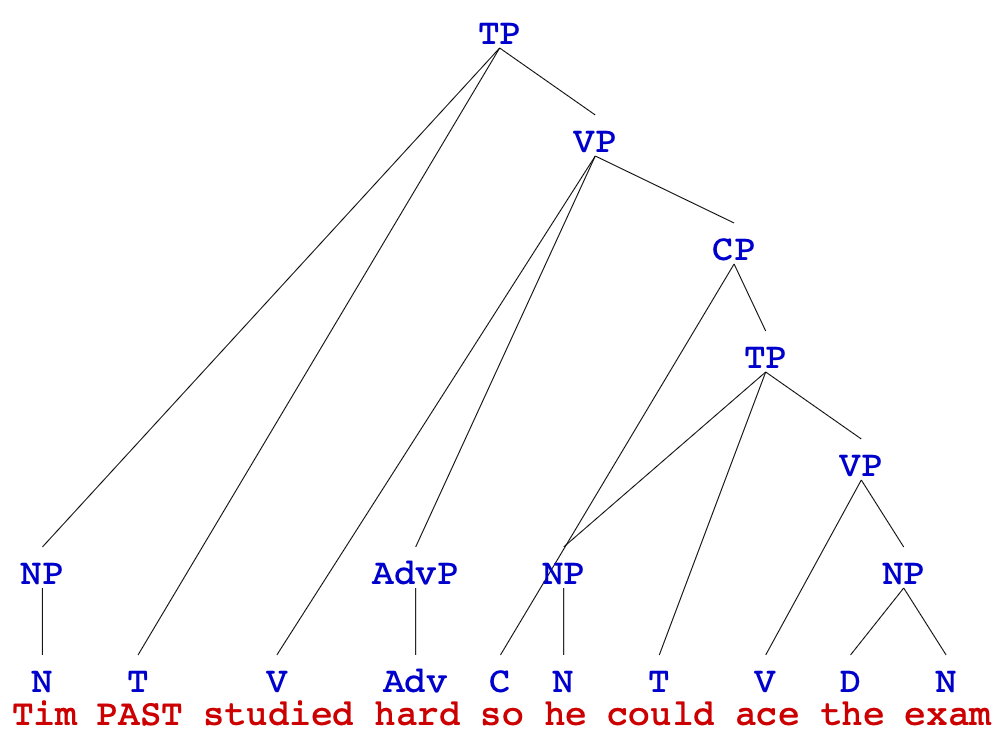 TP
VP
CP
TP
VP
NP AdvP NP NP
N T V Adv C N T V D N
Tim PAST studied hard so he could ace the exam